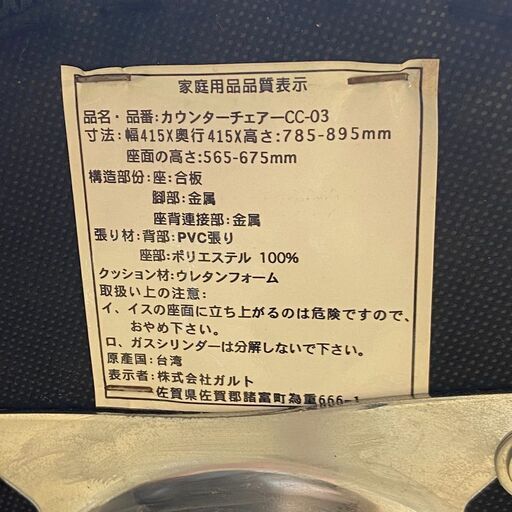 家庭用品品質表示
品名・品番:カウンターチェアーCC-03
寸法:幅415X奥行415X高さ:785-895mm
座面の高さ:565-675mm
構造部份:座:合板
脚部:金属
座背連接部:金属
張り材:背部:PVC張り
座部:ポリエステル 100%
クッション材:ウレタンフォーム
取扱い上の注意:
イ、イスの座面に立ち上がるのは危険ですので、
おやめ下さい。
ロ、ガスシリンダーは分解しないで下さい。
原産国:台湾
表示者:株式会社ガルト
佐賀県佐賀郡諸富町為重666-1